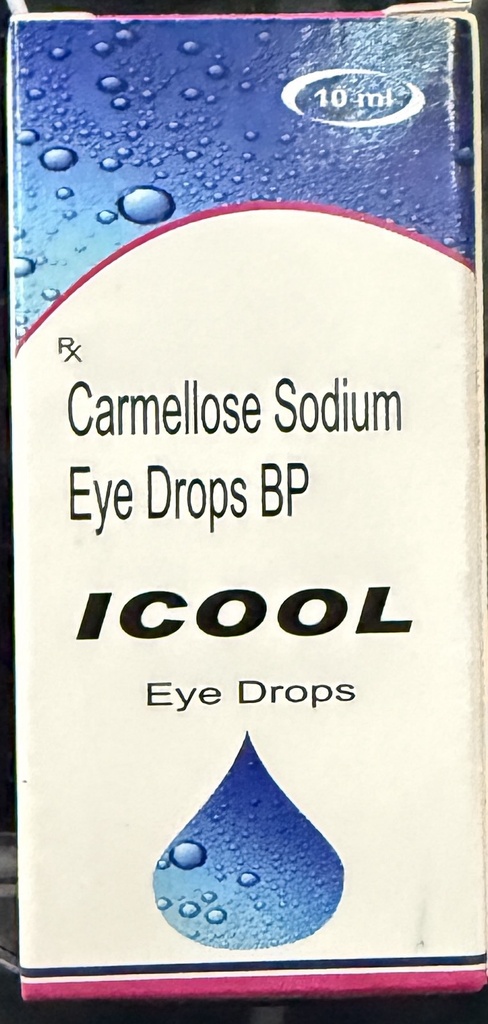 10 ml
Rx
Carmellose Sodium
Eye Drops BP
ICOOL
Eye Drops